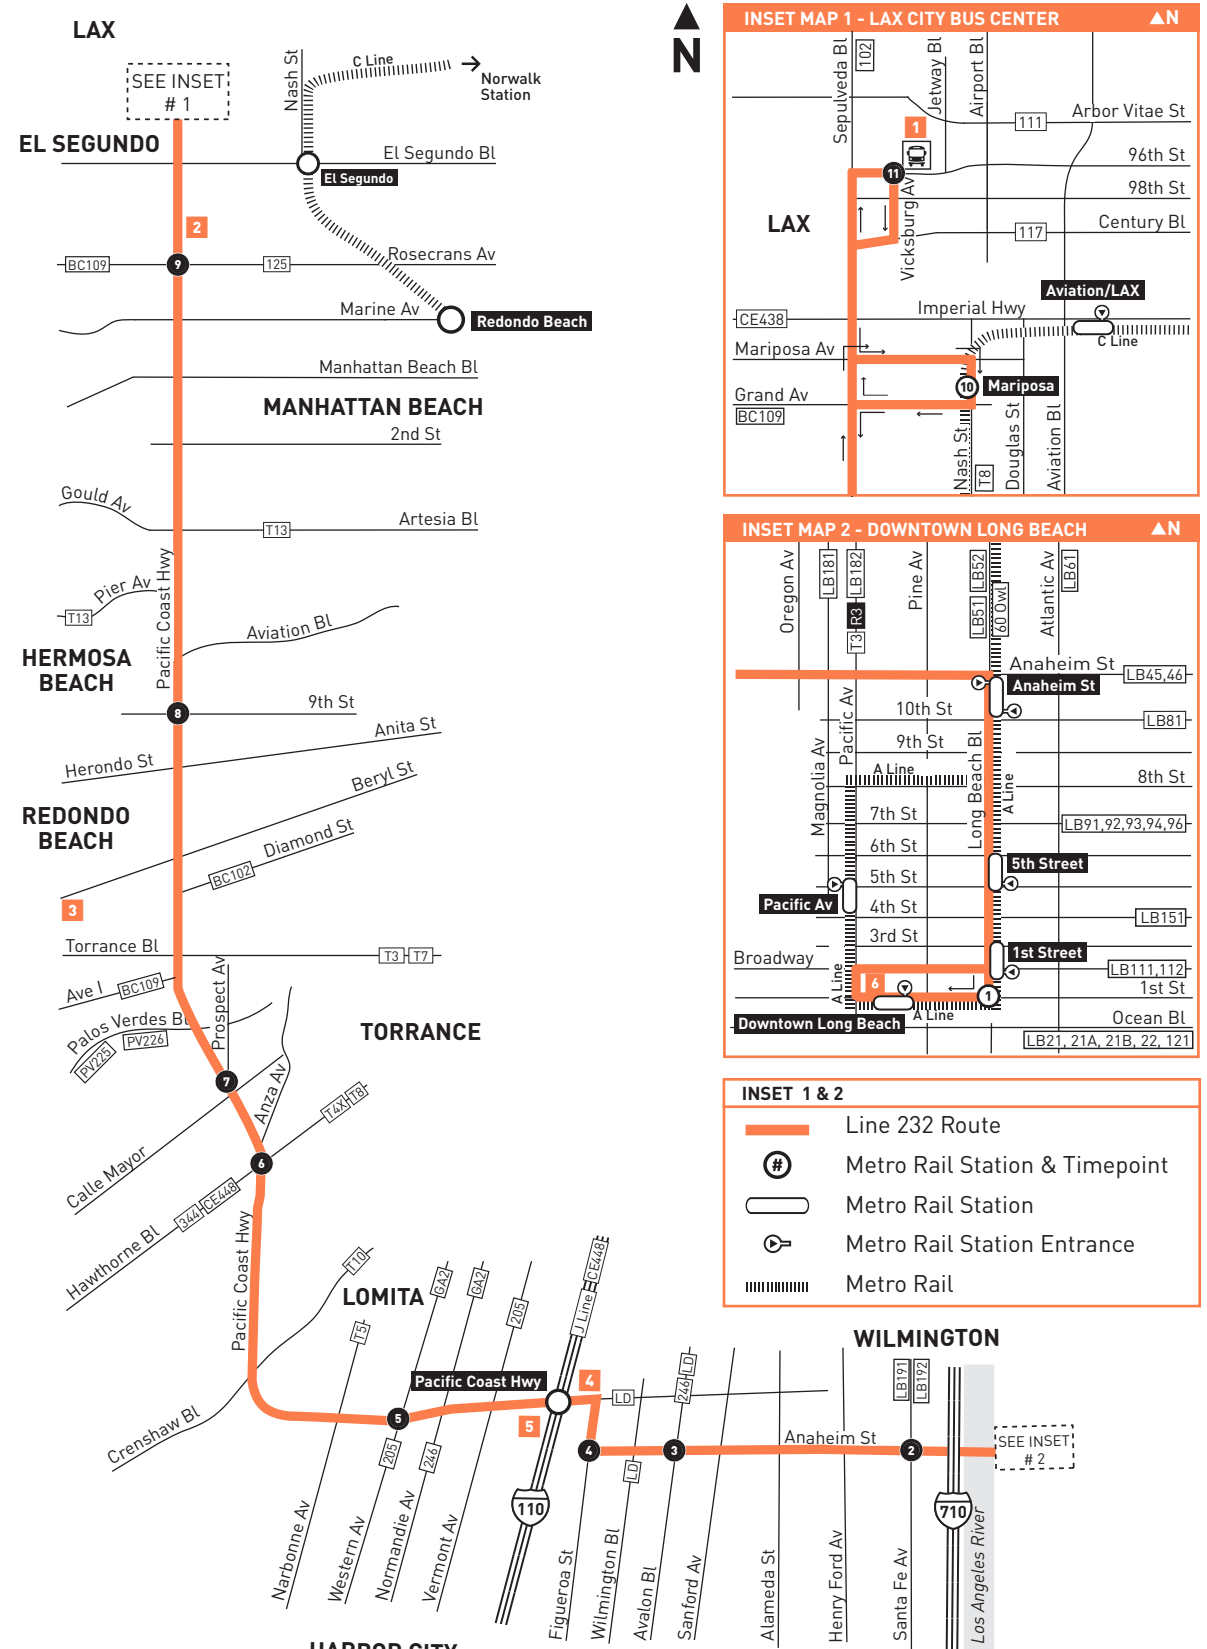 LAX
SEE INSET
# 1
Nash St
C Line
Norwalk
Station
N
EL SEGUNDO
El Segundo Bl
El Segundo
2
Rosecrans Av
BC109
9
125
Marine Av
Redondo Beach
Manhattan Beach Bl
MANHATTAN BEACH
2nd St
Gould Av
Artesia Bl
T13
Pacific Coast Hwy
Pier Av
T13
Aviation Bl
HERMOSA
BEACH
9th St
8
Anita St
Herondo St
Beryl St
REDONDO
BEACH
Diamond St
BC102
3
Torrance Bl
T3
T7
Ave I
BC109
Prospect Av
Palos Verdes Bl
PV225
PV226
TORRANCE
7
Anza Av
T4X
T8
6
Calle Mayor
344
CE448
Hawthorne Bl
Pacific Coast Hwy
T10
LOMITA
GA2
GA2
205
J Line
CE448
T5
Pacific Coast Hwy
4
LD
246
LD
5
5
Crenshaw Bl
205
246
4
LD
3
Anaheim St
LB191
LB192
2
WILMINGTON
SEE INSET
# 2
110
710
Narbonne Av
Western Av
Normandie Av
Vermont Av
Figueroa St
Wilmington Bl
Avalon Bl
Sanford Av
Alameda St
Henry Ford Av
Santa Fe Av
Los Angeles River
HARBOR CITY
INSET MAP 1 - LAX CITY BUS CENTER
N
Sepulveda Bl
102
Jetway Bl
Airport Bl
111
Arbor Vitae St
1
96th St
11
98th St
LAX
Vicksburg Av
117
Century Bl
Aviation/LAX
Imperial Hwy
CE438
C Line
Mariposa Av
10
Mariposa
Grand Av
BC109
Nash St
T8
Douglas St
Aviation Bl
INSET MAP 2 - DOWNTOWN LONG BEACH
N
Oregon Av
LB181
LB182
R3
T3
Pine Av
LB52
LB51
60 Owl
Atlantic Av
LB61
Anaheim St
LB45,46
Anaheim St
Pacific Av
10th St
LB81
9th St
Magnolia Av
Long Beach Bl
A Line
A Line
8th St
7th St
LB91,92,93,94,96
6th St
5th Street
5th St
Pacific Av
4th St
LB151
3rd St
1st Street
Broadway
LB111,112
A Line
6
1
1st St
A Line
Downtown Long Beach
Ocean Bl
LB21, 21A, 21B, 22, 121
INSET 1 & 2
Line 232 Route
#
Metro Rail Station & Timepoint
Metro Rail Station
Metro Rail Station Entrance
Metro Rail